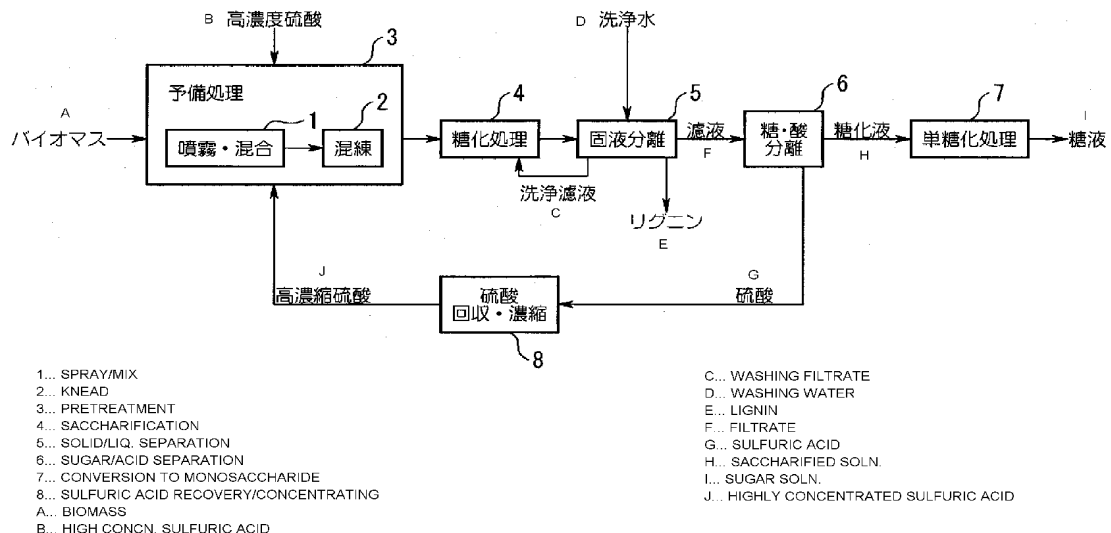 B 高濃度硫酸
D 洗浄水
3
予備処理
A
バイオマス
1
2
噴霧・混合
混練
4
糖化処理
5
固液分離
濾液
F
6
糖・酸
分離
糖化液
H
7
単糖化処理
I
糖液
洗浄濾液
C
リグニン
E
J
高濃縮硫酸
硫酸
回収・濃縮
8
G
硫酸
1... SPRAY/MIX
2... KNEAD
3... PRETREATMENT
4... SACCHARIFICATION
5... SOLID/LIQ. SEPARATION
6... SUGAR/ACID SEPARATION
7... CONVERSION TO MONOSACCHARIDE
8... SULFURIC ACID RECOVERY/CONCENTRATING
A... BIOMASS
B... HIGH CONCN. SULFURIC ACID
C... WASHING FILTRATE
D... WASHING WATER
E... LIGNIN
F... FILTRATE
G... SULFURIC ACID
H... SACCHARIFIED SOLN.
I... SUGAR SOLN.
J... HIGHLY CONCENTRATED SULFURIC ACID